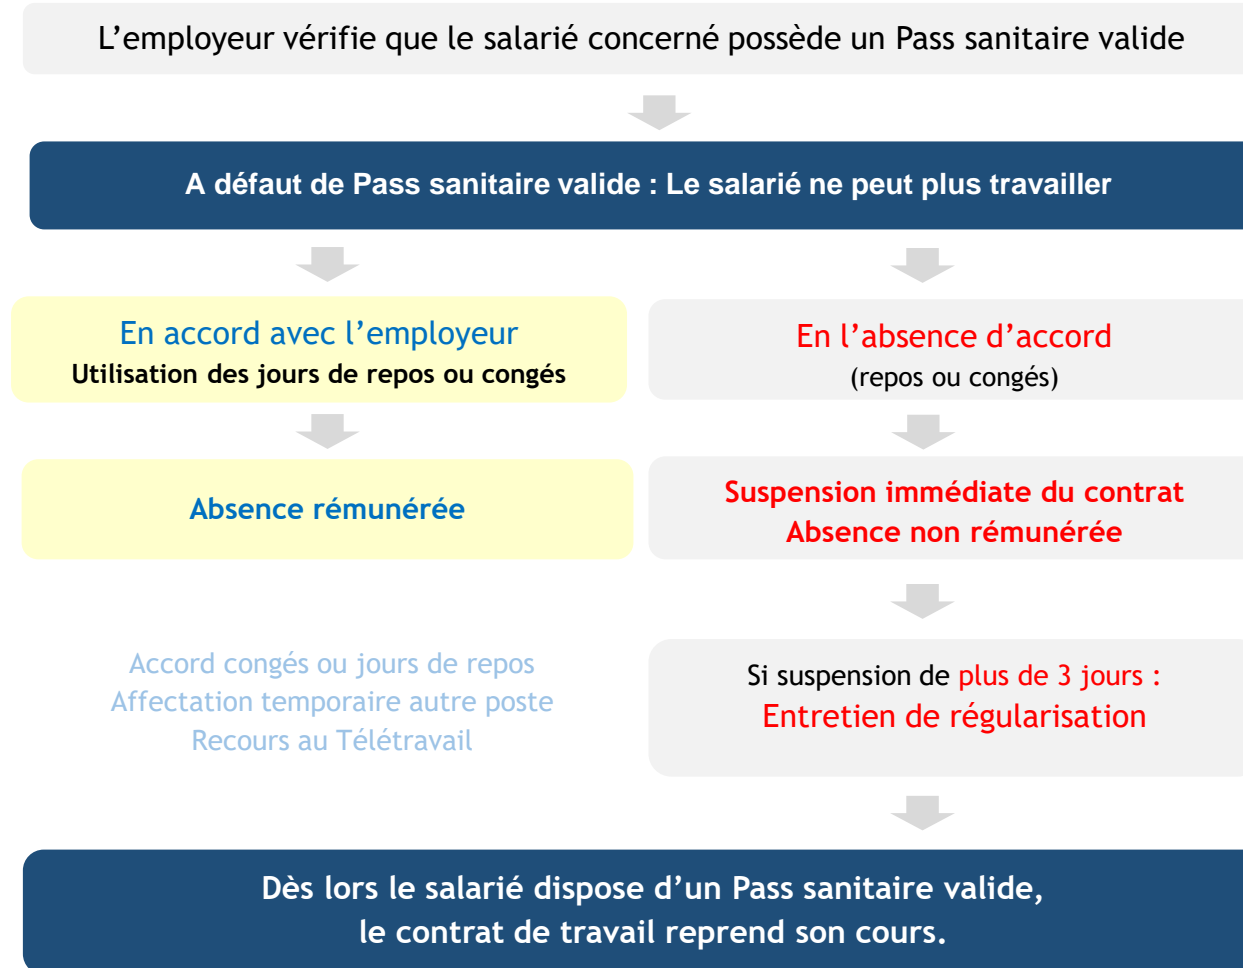 L’employeur vérifie que le salarié concerné possède un Pass sanitaire valide
A défaut de Pass sanitaire valide : Le salarié ne peut plus travailler
En accord avec l’employeur
Utilisation des jours de repos ou congés
En l’absence d’accord
(repos ou congés)
Absence rémunérée
Suspension immédiate du contrat
Absence non rémunérée
Accord congés ou jours de repos
Affectation temporaire autre poste
Recours au Télétravail
Si suspension de plus de 3 jours :
Entretien de régularisation
Dès lors le salarié dispose d’un Pass sanitaire valide,
le contrat de travail reprend son cours.